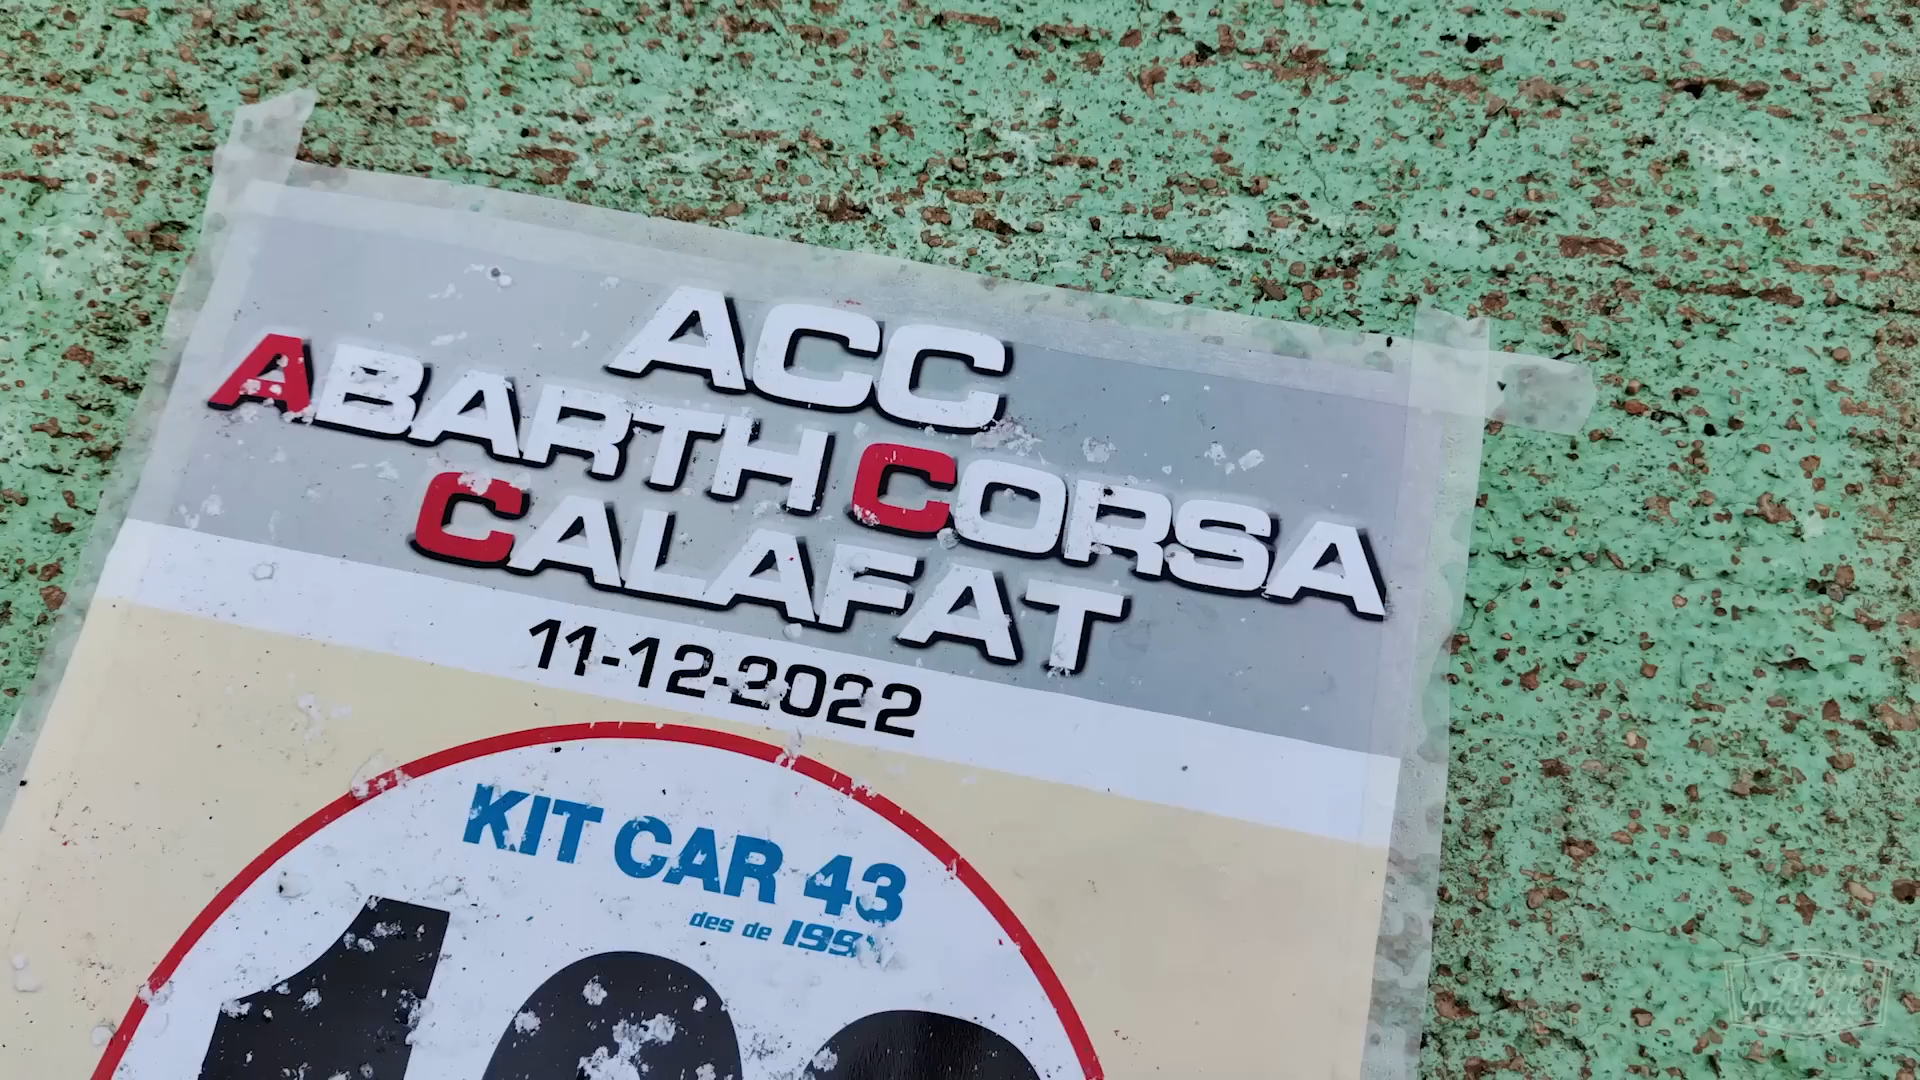 ACC
ABARTH CORSA
CALAFAT
11-12-2022
KIT CAR 43
des de